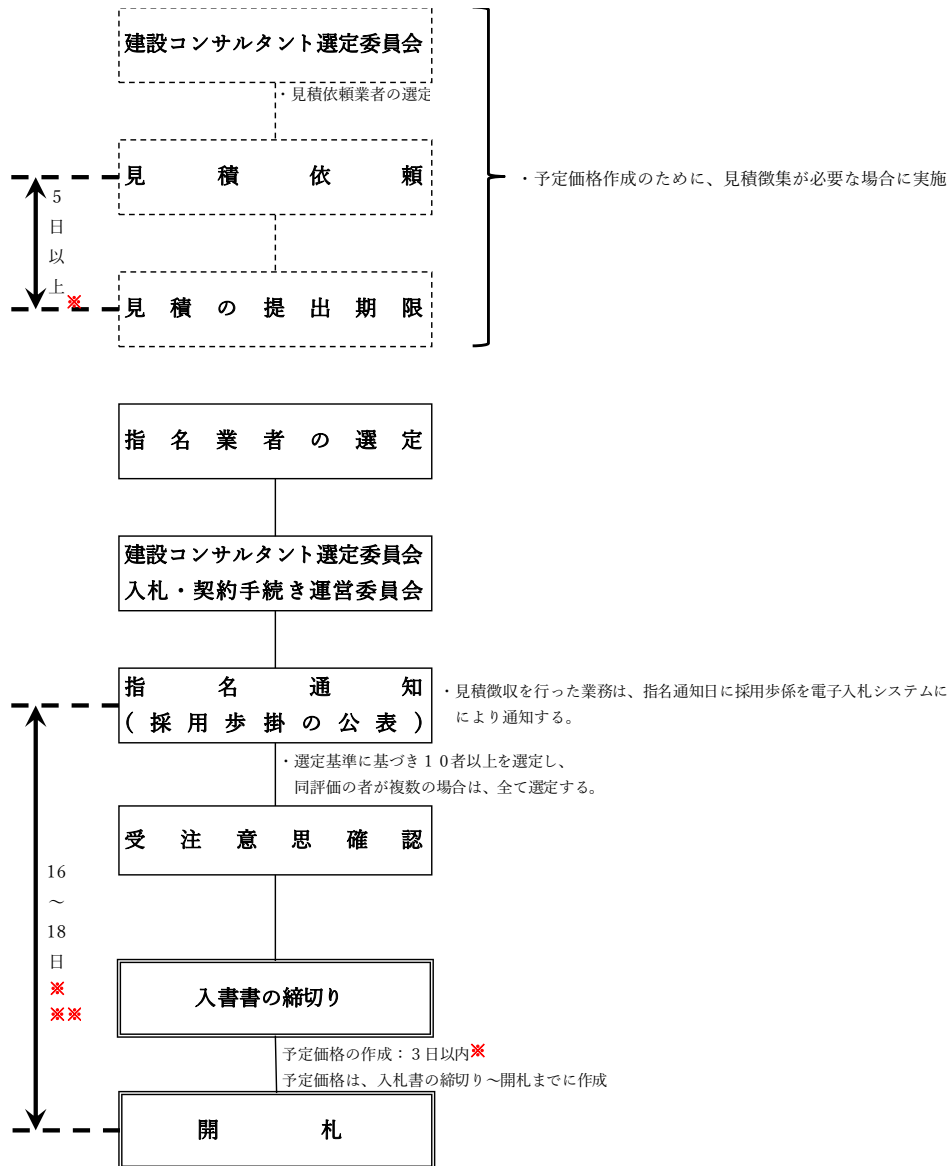 建設コンサルタント選定委員会
・見積依頼業者の選定
見積依頼
・予定価格作成のために、見積徴集が必要な場合に実施
5日以上※
見積の提出期限
指名業者の選定
建設コンサルタント選定委員会
入札・契約手続き運営委員会
指名通知
(採用歩掛の公表)
・見積徴収を行った業務は、指名通知日に採用歩係を電子入札システムに
により通知する。
・選定基準に基づき１０者以上を選定し、
同評価の者が複数の場合は、全て選定する。
受注意思確認
16～18日※
※※
入書書の締切り
予定価格の作成：３日以内※
予定価格は、入札書の締切り～開札までに作成
開札